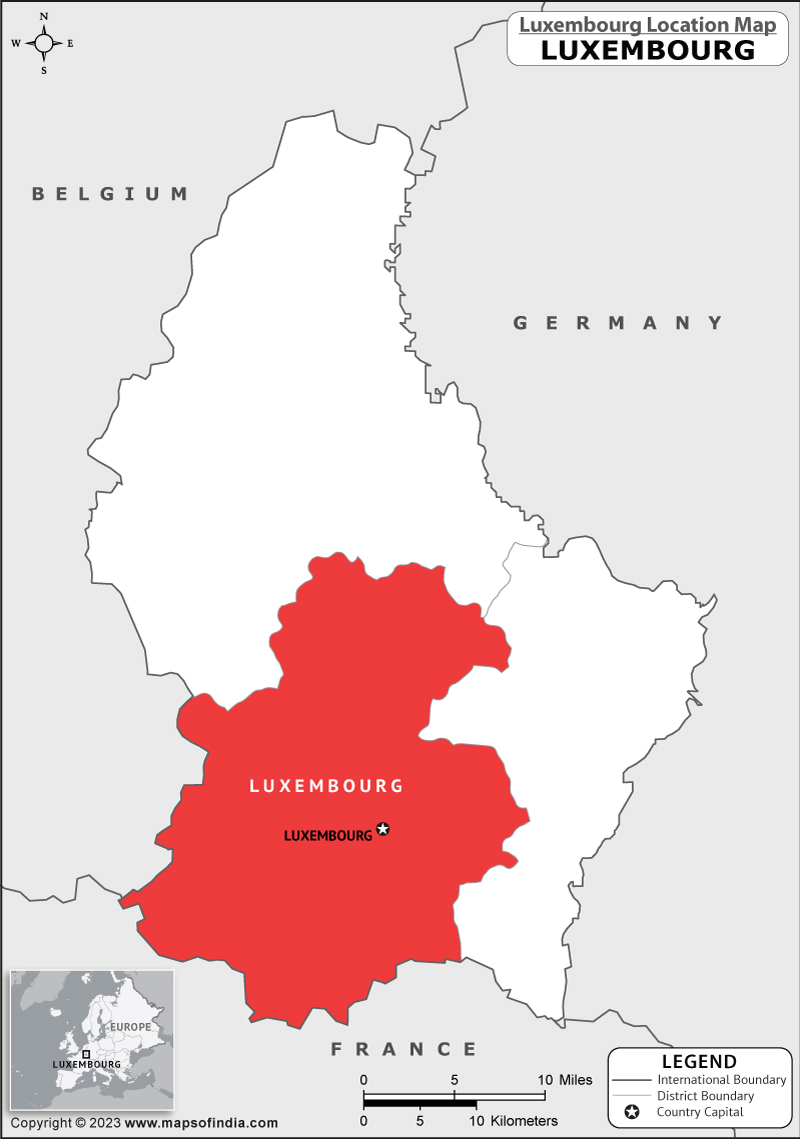 N
W E
S
Luxembourg Location Map
LUXEMBOURG
BELGIUM
GERMANY
LUXEMBOURG
LUXEMBOURG
EUROPE
LUXEMBOURG
FRANCE
0 5 10 Miles
0 5 10 Kilometers
LEGEND
International Boundary
District Boundary
Country Capital
Copyright © 2023 www.mapsofindia.com